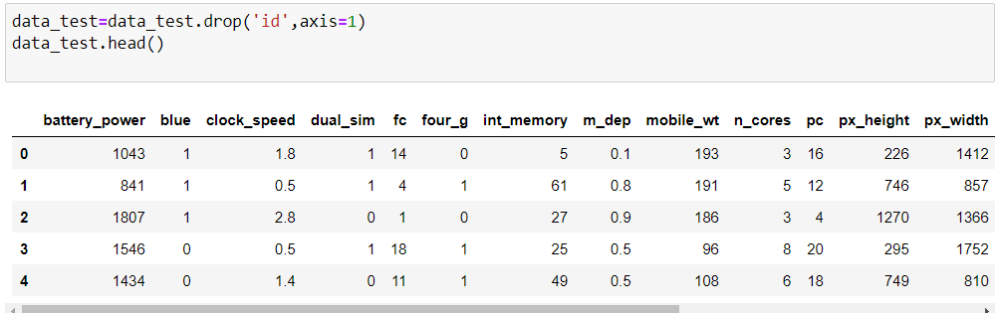 data_test=data_test.drop('id',axis=1)
data_test.head()
battery_power blue clock_speed dual_sim fc four_g int_memory m_dep mobile_wt n_cores pc px_height px_width
0 1043 1 1.8 1 14 0 5 0.1 193 3 16 226 1412
1 841 1 0.5 1 4 1 61 0.8 191 5 12 746 857
2 1807 1 2.8 0 1 0 27 0.9 186 3 4 1270 1366
3 1546 0 0.5 1 18 1 25 0.5 96 8 20 295 1752
4 1434 0 1.4 0 11 1 49 0.5 108 6 18 749 810